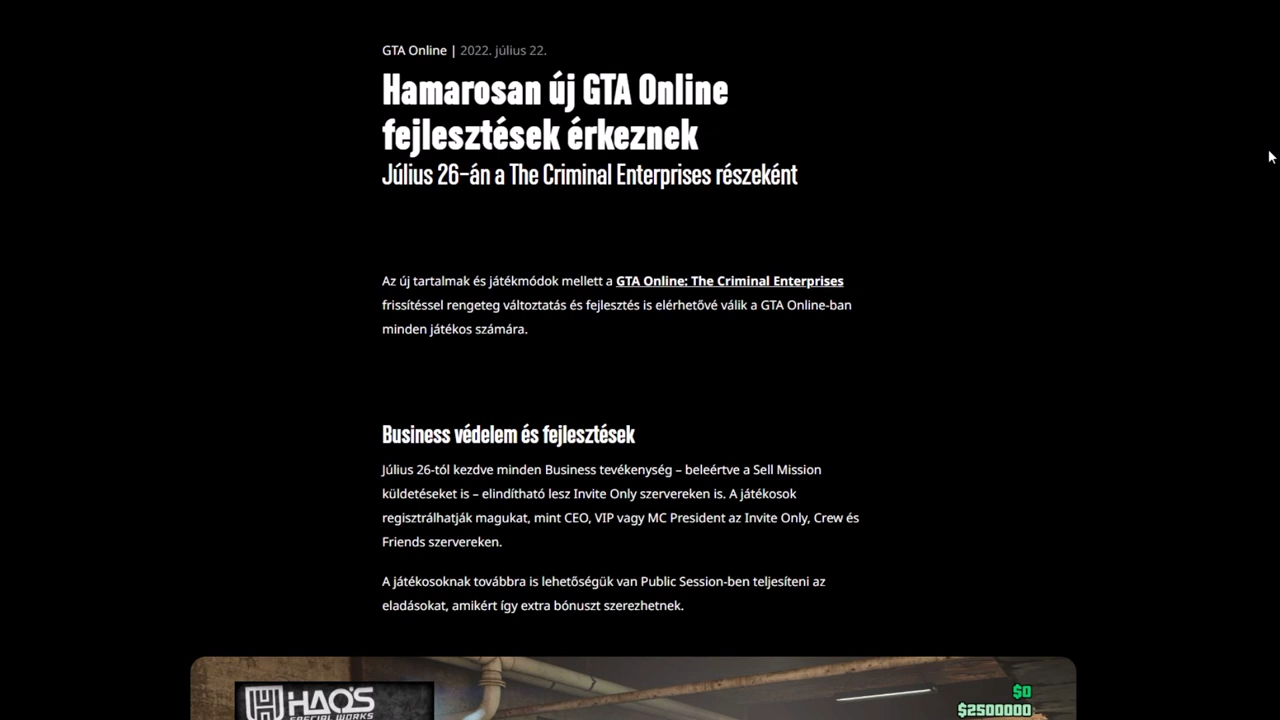 GTA Online | 2022. július 22.
Hamarosan új GTA Online
fejlesztések érkeznek
Július 26-án a The Criminal Enterprises részeként
Az új tartalmak és játékmódok mellett a GTA Online: The Criminal Enterprises
frissítéssel rengeteg változtatás és fejlesztés is elérhetõvé válik a GTA Online-ban
minden játékos számára.
Business védelem és fejlesztések
Július 26-tól kezdve minden Business tevékenység – beleértve a Sell Mission
küldetéseket is – elindítható lesz Invite Only szervereken is. A játékosok
regisztrálhatják magukat, mint CEO, VIP vagy MC President az Invite Only, Crew és
Friends szervereken.
A játékosoknak továbbra is lehetõségük van Public Session-ben teljesíteni az
eladásokat, amikért így extra bónuszt szerezhetnek.
HAO'S
SPECIAL WORKS
$0
$2500000